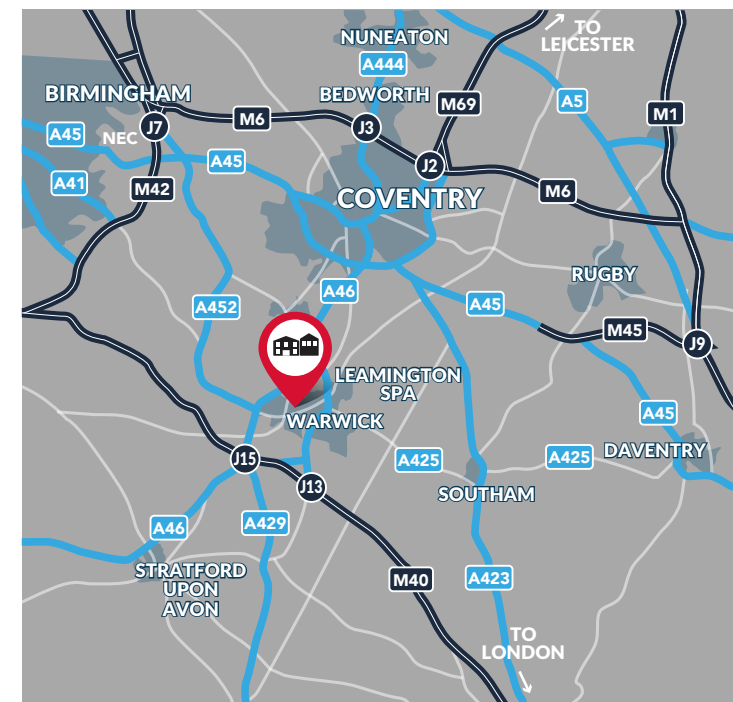 TO
LEICESTER
NUNEATON
A444
BIRMINGHAM
BEDWORTH
M69
A5
M1
A45
NEC
J7
M6
J3
J2
A45
A41
M42
COVENTRY
M6
RUGBY
A452
A46
A45
M45
J9
LEAMINGTON
SPA
WARWICK
A45
J15
A425
A425
DAVENTRY
J13
SOUTHAM
A46
A429
STRATFORD
UPON
AVON
M40
A423
TO
LONDON